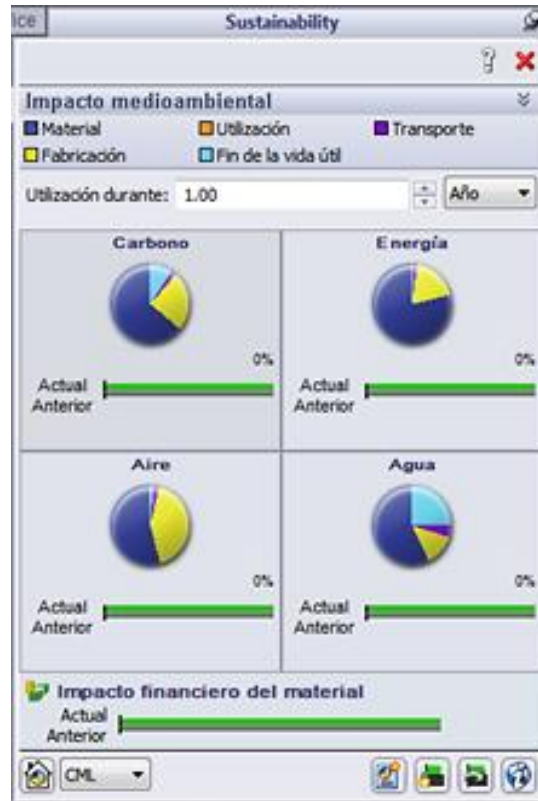 ice Sustainability
Impacto medioambiental
Material Utilización Transporte
Fabricación Fin de la vida útil
Utilización durante: 1.00 Año
Carbono
0%
Actual
Anterior
Energía
0%
Actual
Anterior
Aire
0%
Actual
Anterior
Agua
0%
Actual
Anterior
Impacto financiero del material
Actual
Anterior
CML